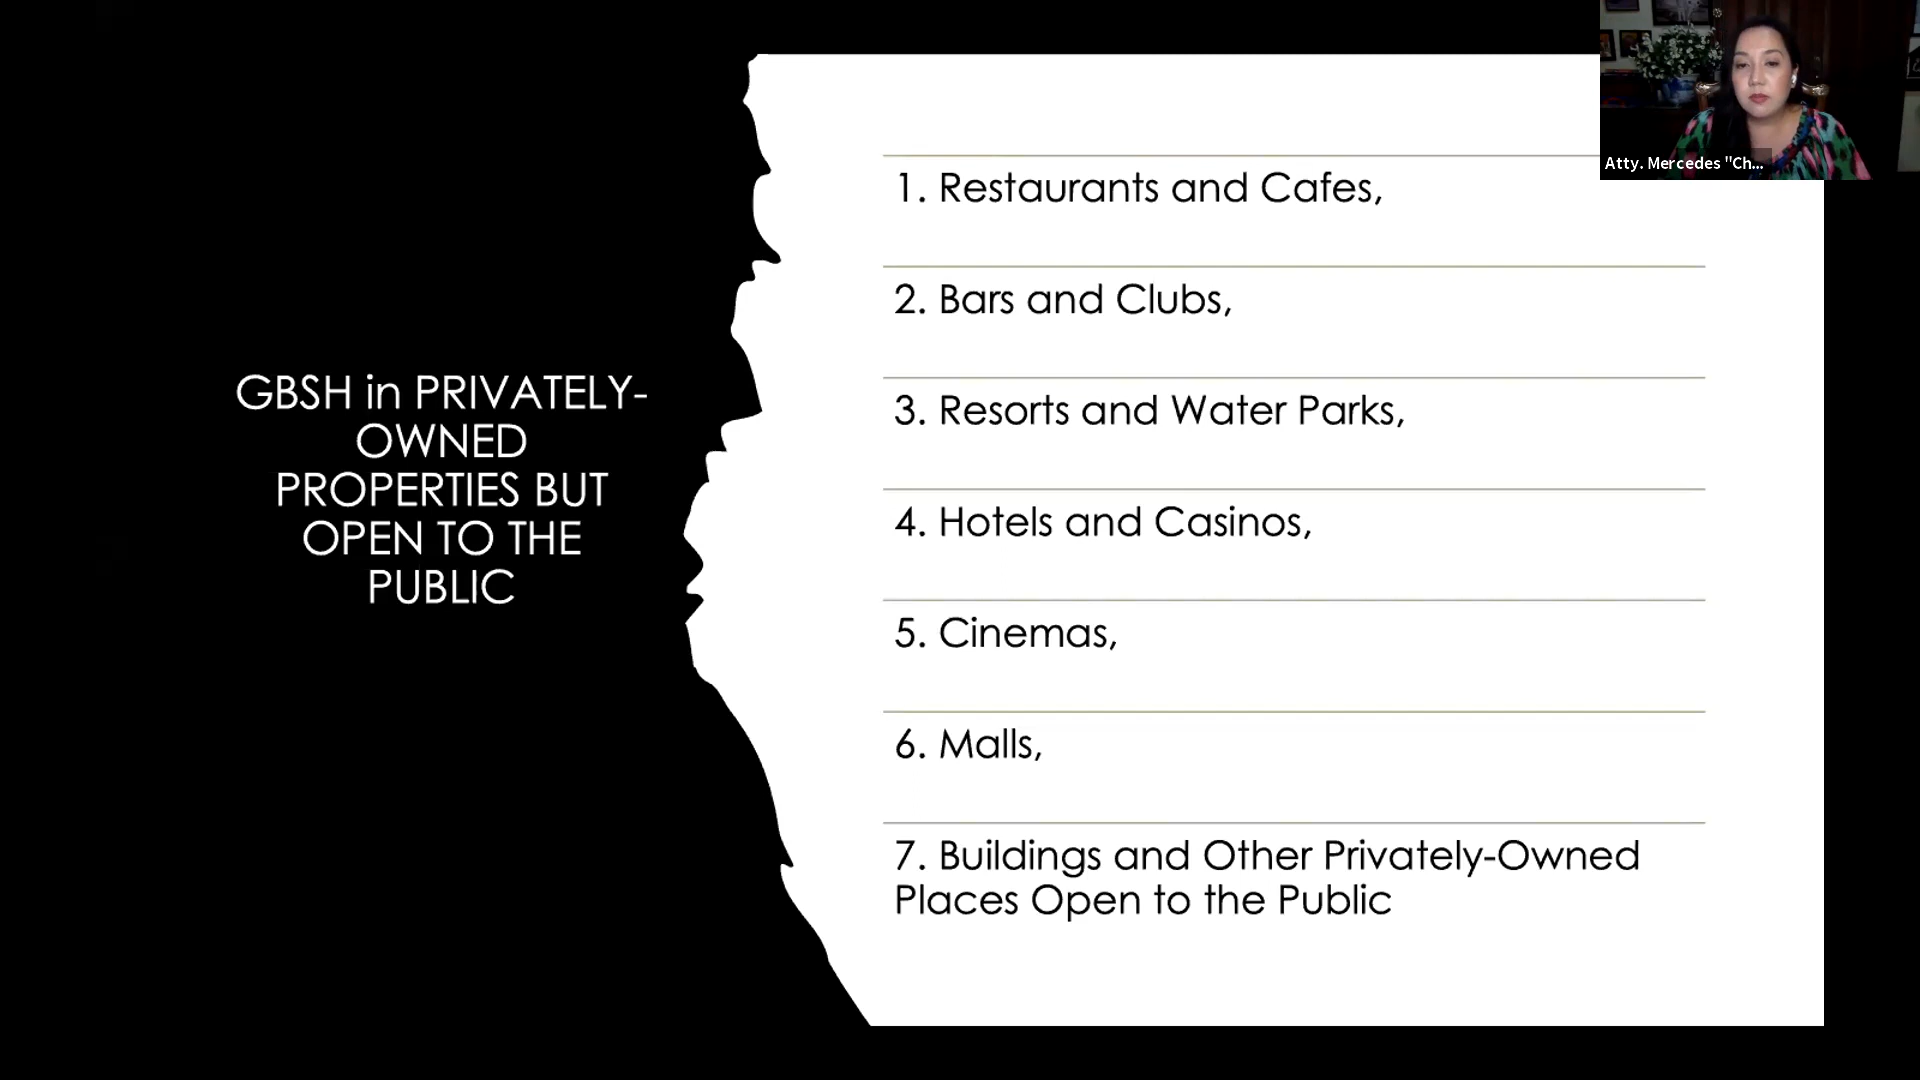 GBSH in PRIVATELY-
OWNED
PROPERTIES BUT
OPEN TO THE
PUBLIC
1. Restaurants and Cafes,
2. Bars and Clubs,
3. Resorts and Water Parks,
4. Hotels and Casinos,
5. Cinemas,
6. Malls,
7. Buildings and Other Privately-Owned
Places Open to the Public
Atty. Mercedes "Ch...